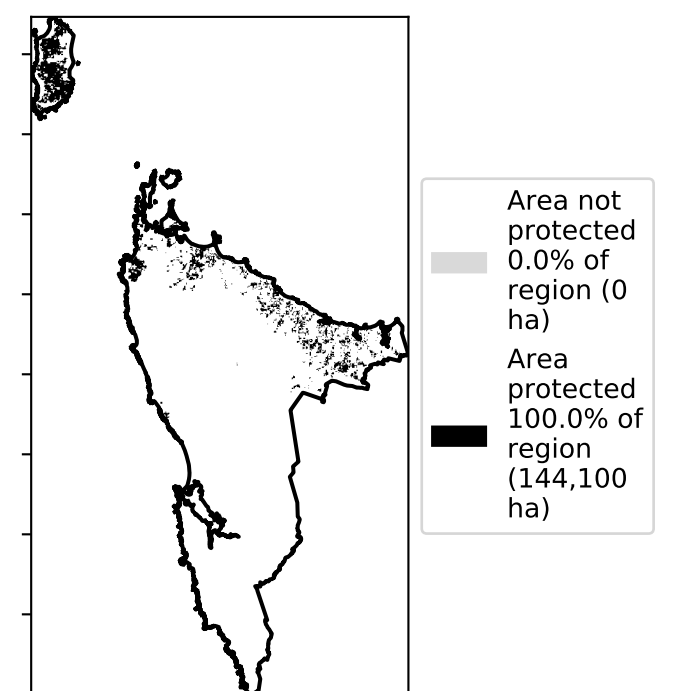 Area not
protected
0.0% of
region (0
ha)
Area
protected
100.0% of
region
(144,100
ha)